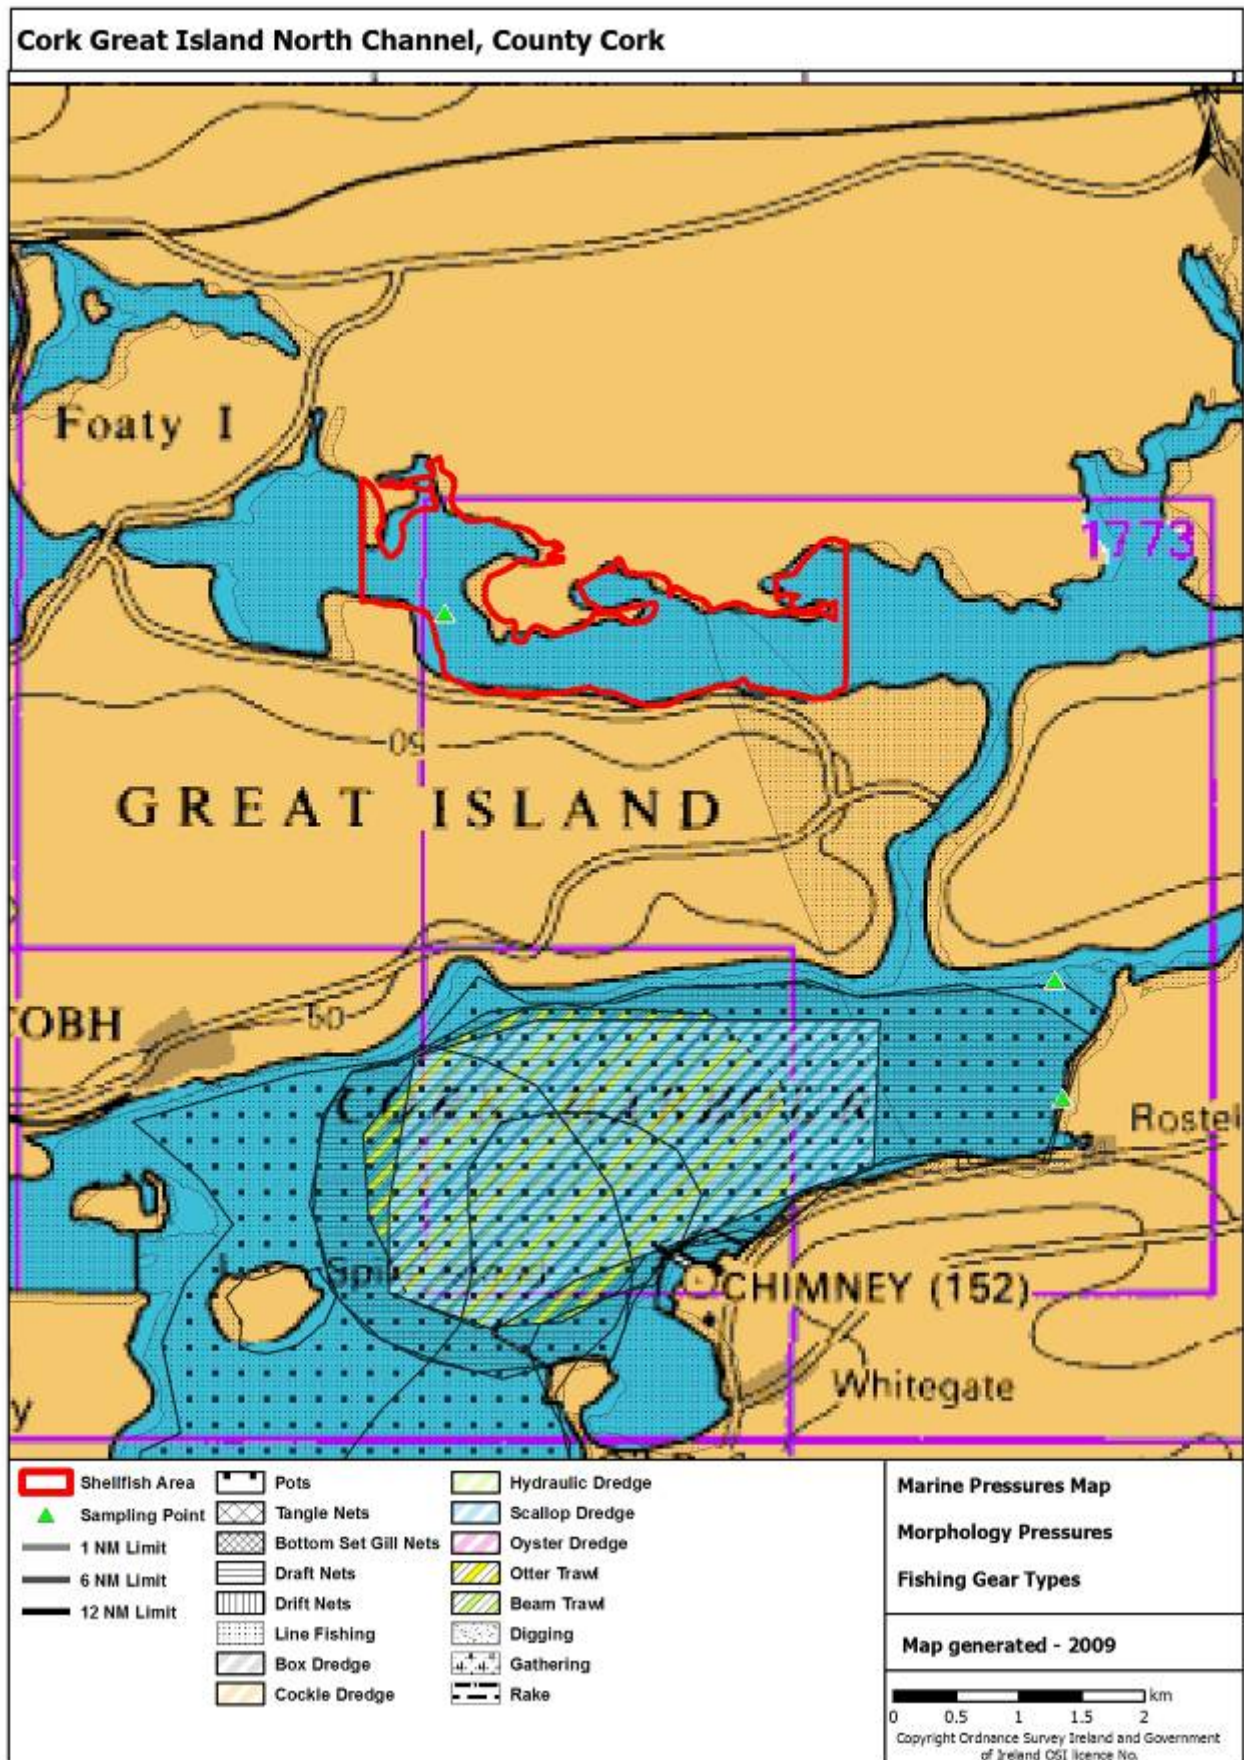 Cork Great Island North Channel, County Cork
N
Foaty I
1773
50
GREAT ISLAND
COBH
50
Rostel
CHIMNEY (152)
Whitegate
y
Shellfish Area
Sampling Point
1 NM Limit
6 NM Limit
12 NM Limit
Pots
Tangle Nets
Bottom Set Gill Nets
Draft Nets
Drift Nets
Line Fishing
Box Dredge
Cockle Dredge
Hydraulic Dredge
Scallop Dredge
Oyster Dredge
Otter Trawl
Beam Trawl
Digging
Gathering
Rake
Marine Pressures Map
Morphology Pressures
Fishing Gear Types
Map generated - 2009
km
0 0.5 1 1.5 2
Copyright Ordnance Survey Ireland and Government
of Ireland OSI licence No.